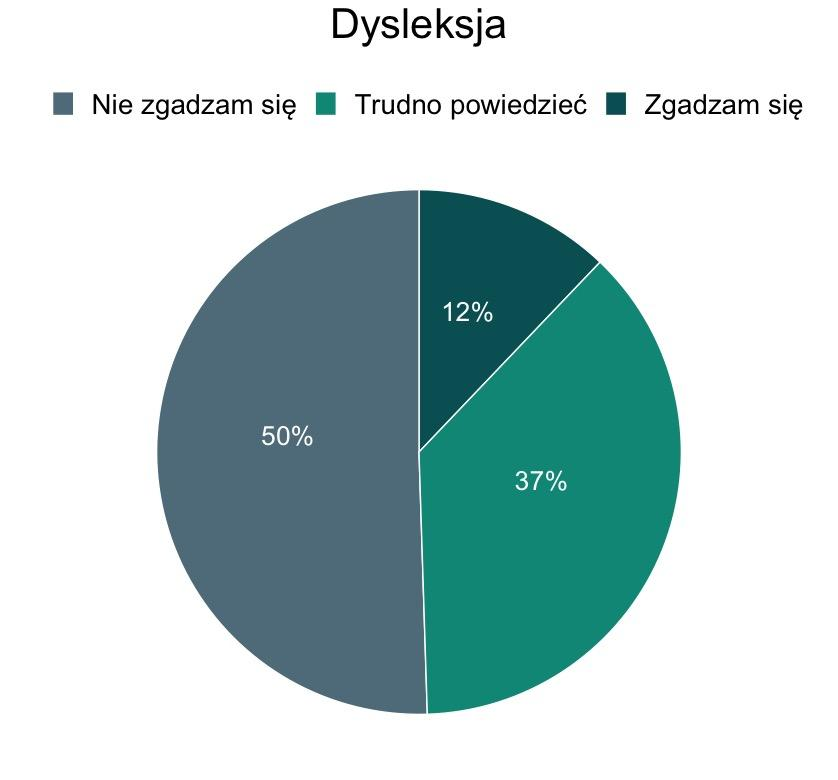 Dysleksja
Nie zgadzam się Trudno powiedzieć Zgadzam się
12%
50%
37%